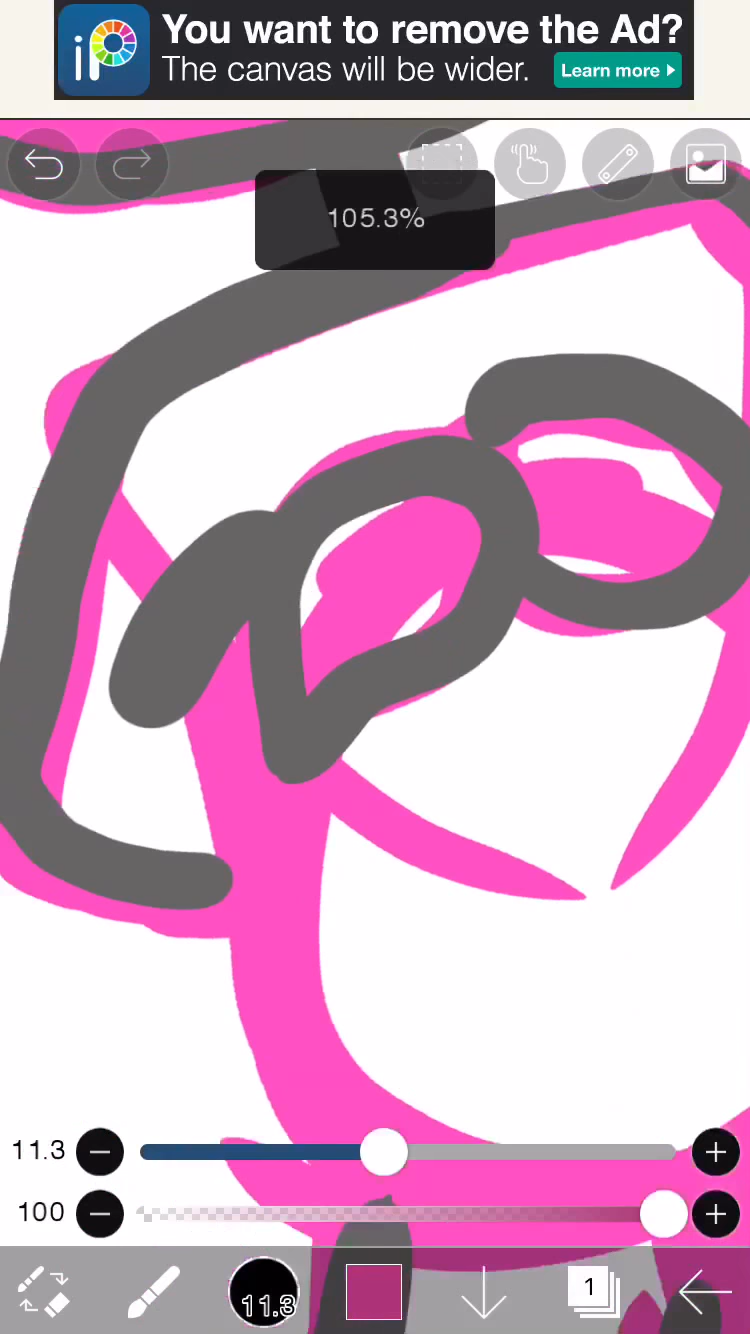 iP
You want to remove the Ad?
The canvas will be wider.
Learn more
105.3%
11.3
100
11.3
1